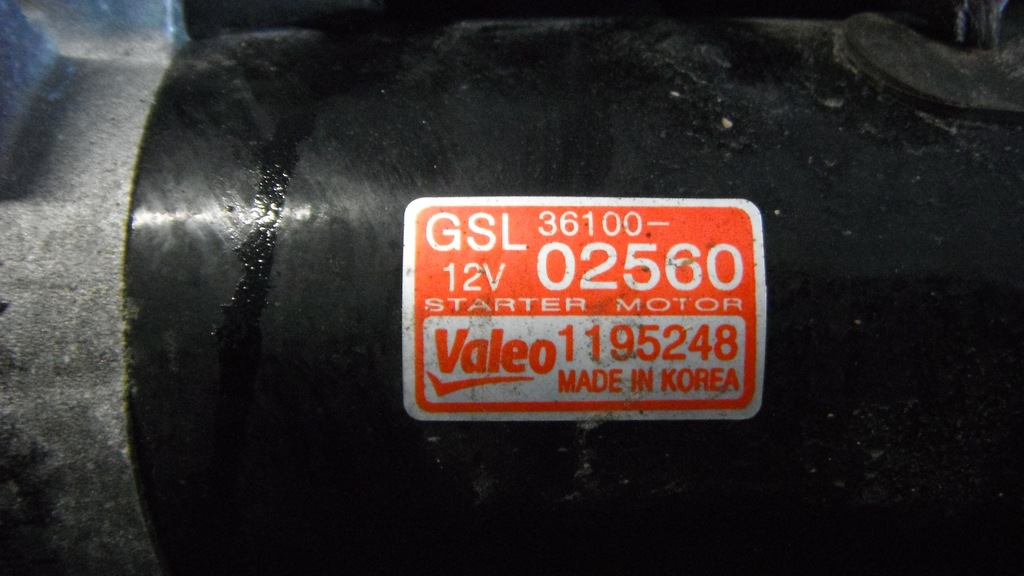 GSL 36100-
12V 02560
STARTER MOTOR
Valeo 1195248
MADE IN KOREA